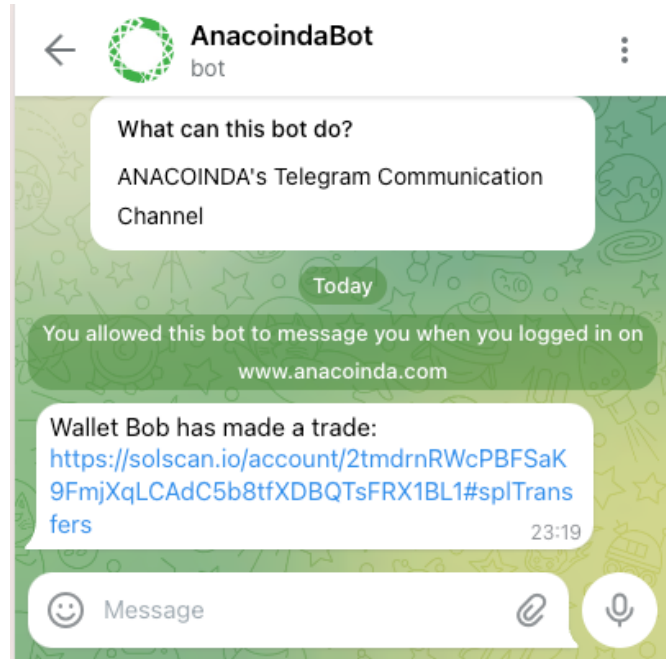 AnacoindaBot
bot
What can this bot do?
ANACOINDA's Telegram Communication
Channel
Today
You allowed this bot to message you when you logged in on
www.anacoinda.com
Wallet Bob has made a trade:
https://solscan.io/account/2tmdrnRWcPBFSaK
9FmjXqLCAdC5b8tfXDBQTsFRX1BL1#splTrans
fers
23:19
Message